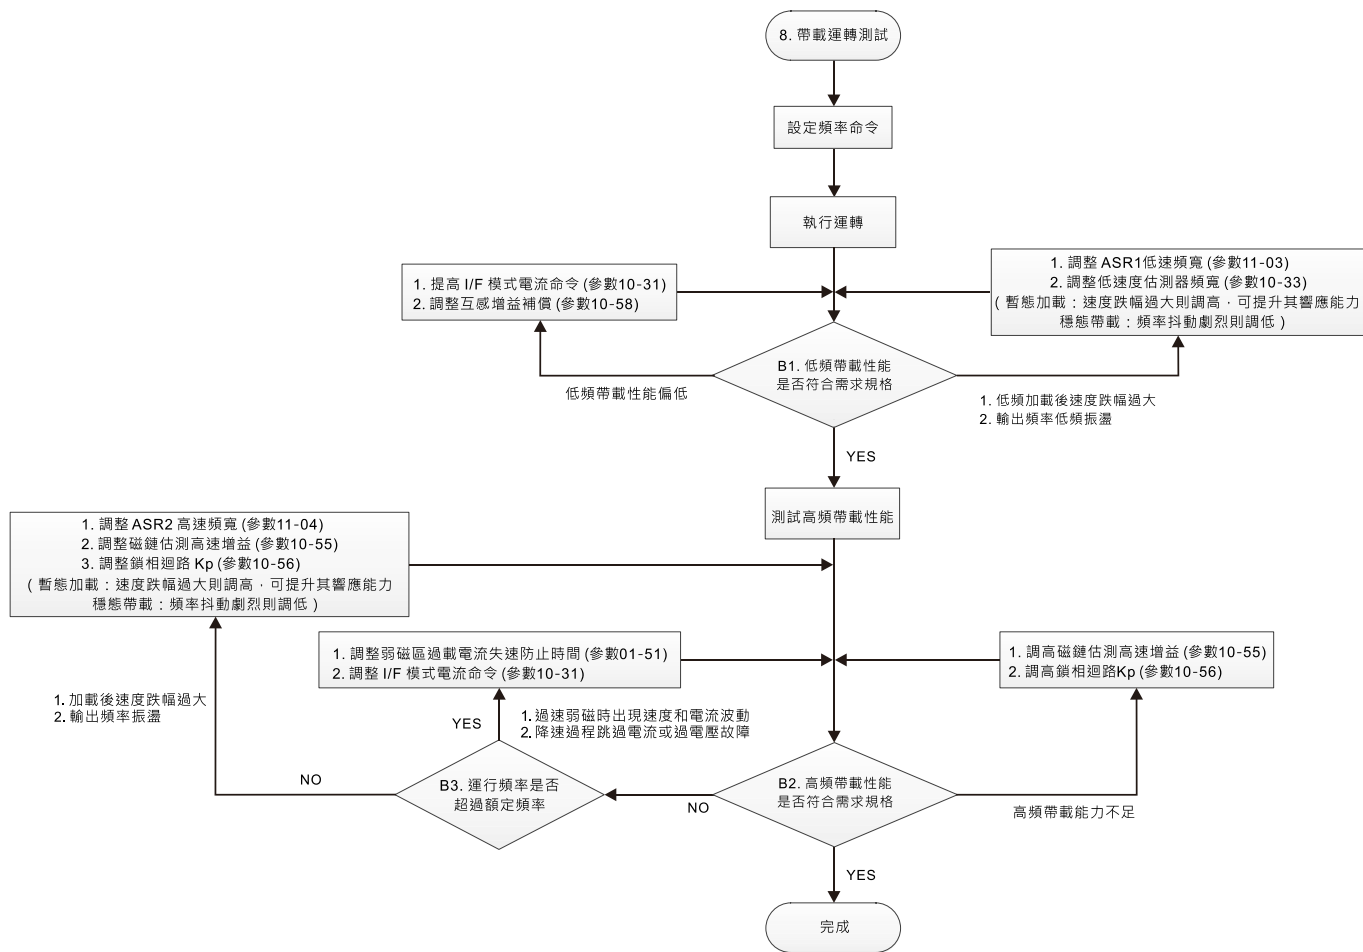 8. 帶載運轉測試
設定頻率命令
執行運轉
1. 提高 I/F 模式電流命令 (參數10-31)
2. 調整互感增益補償 (參數10-58)
1. 調整 ASR1低速頻寬 (參數11-03)
2. 調整低速度估測器頻寬 (參數10-33)
( 暫態加載：速度跌幅過大則調高，可提升其響應能力
穩態帶載：頻率抖動劇烈則調低 )
B1. 低頻帶載性能
是否符合需求規格
低頻帶載性能偏低
1. 低頻加載後速度跌幅過大
2. 輸出頻率低頻振盪
YES
測試高頻帶載性能
1. 調整 ASR2 高速頻寬 (參數11-04)
2. 調整磁鏈估測高速增益 (參數10-55)
3. 調整鎖相迴路 Kp (參數10-56)
( 暫態加載：速度跌幅過大則調高，可提升其響應能力
穩態帶載：頻率抖動劇烈則調低 )
1. 調整弱磁區過載電流失速防止時間 (參數01-51)
2. 調整 I/F 模式電流命令 (參數10-31)
1. 調高磁鏈估測高速增益 (參數10-55)
2. 調高鎖相迴路Kp (參數10-56)
1. 加載後速度跌幅過大
2. 輸出頻率振盪
YES
1. 過速弱磁時出現速度和電流波動
2. 降速過程跳過電流或過電壓故障
NO
B3. 運行頻率是否
超過額定頻率
NO
B2. 高頻帶載性能
是否符合需求規格
高頻帶載能力不足
YES
完成